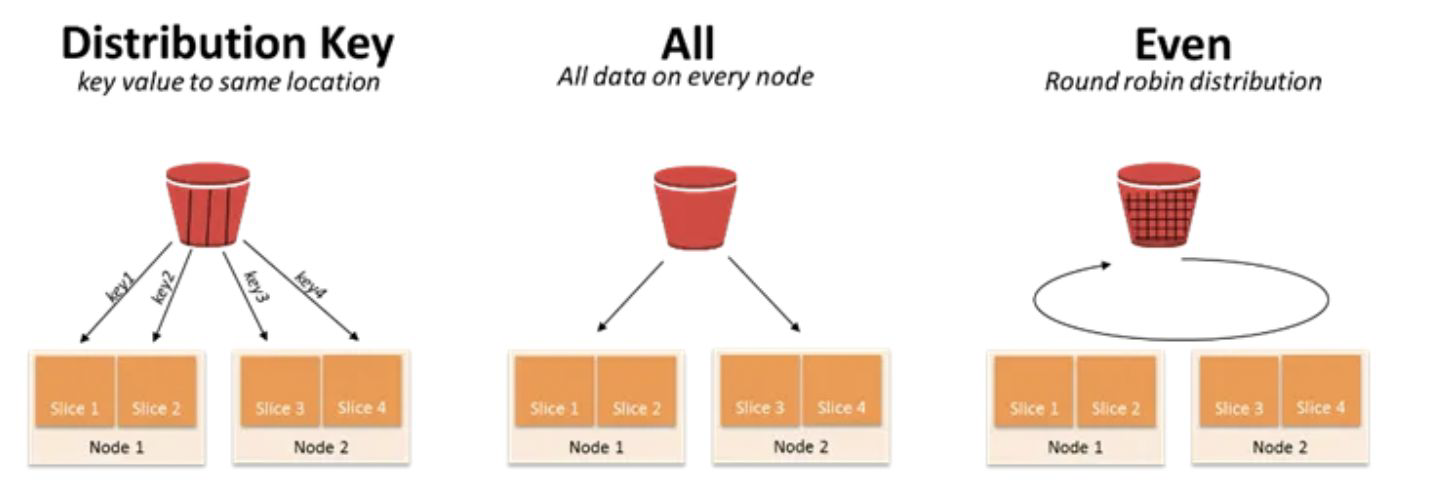 Distribution Key
key value to same location
key1
key2
key3
key4
Slice 1
Slice 2
Node 1
Slice 3
Slice 4
Node 2
All
All data on every node
Slice 1
Slice 2
Node 1
Slice 3
Slice 4
Node 2
Even
Round robin distribution
Slice 1
Slice 2
Node 1
Slice 3
Slice 4
Node 2